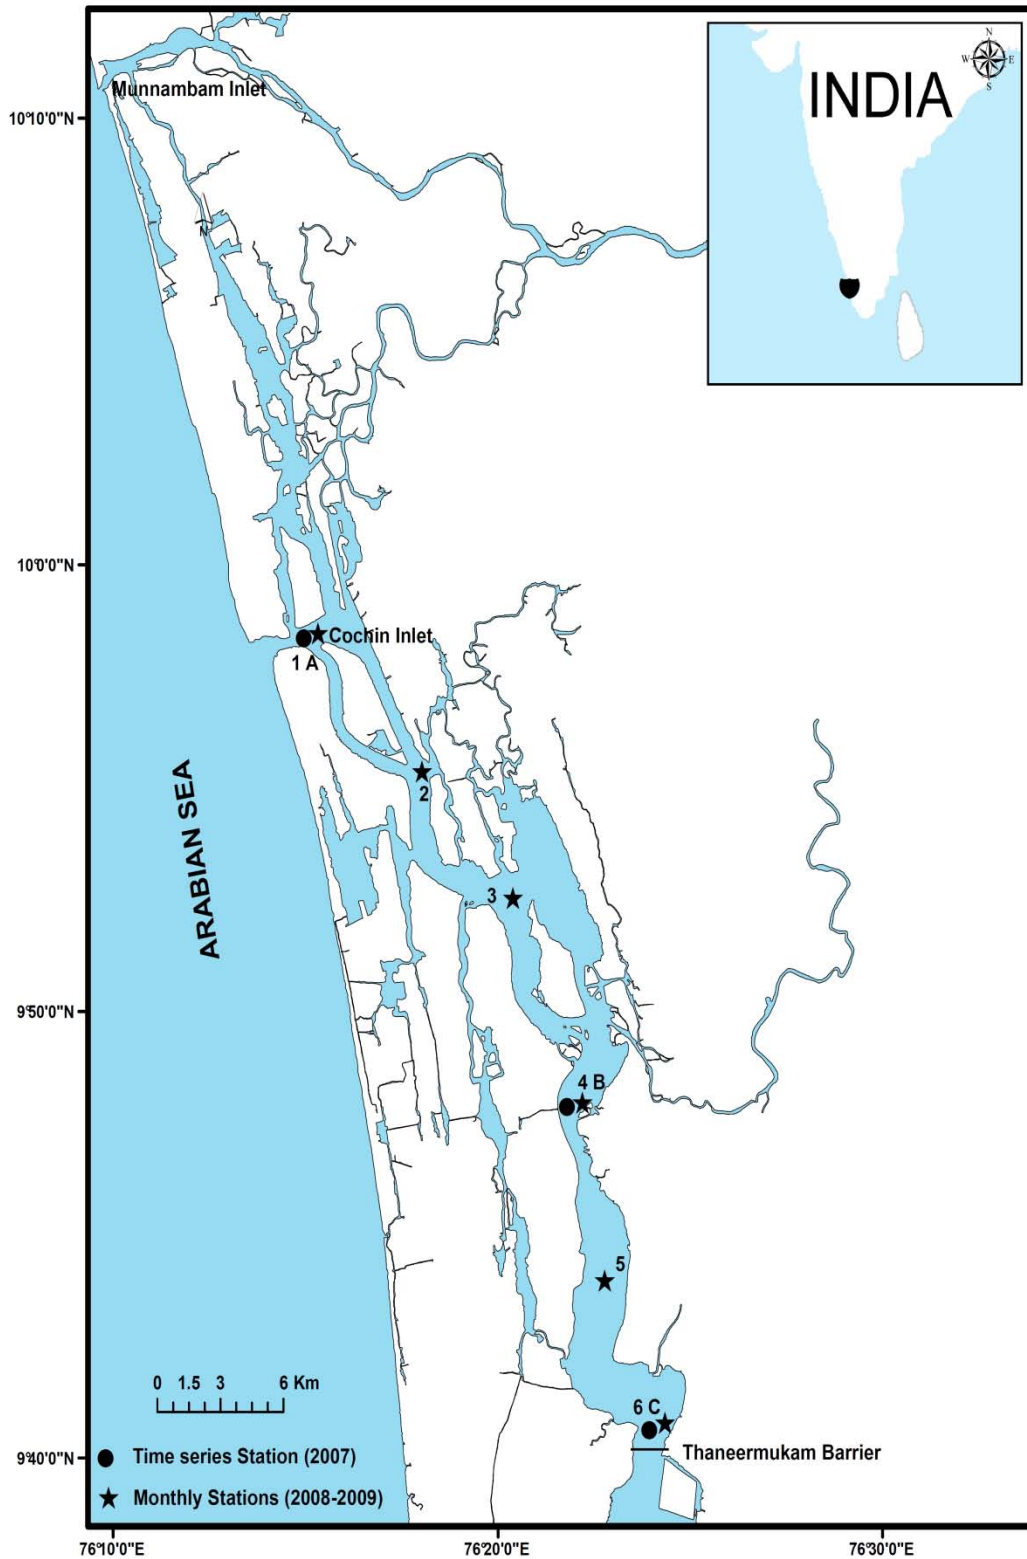 N
W E
S
INDIA
Munnambam Inlet
10°10'0"N
N
10°0'0"N
Cochin Inlet
1 A
2
ARABIAN SEA
3
9°50'0"N
4 B
5
0 1.5 3 6 Km
6 C
Thaneermukam Barrier
9°40'0"N
Time series Station (2007)
Monthly Stations (2008-2009)
76°10'0"E 76°20'0"E 76°30'0"E